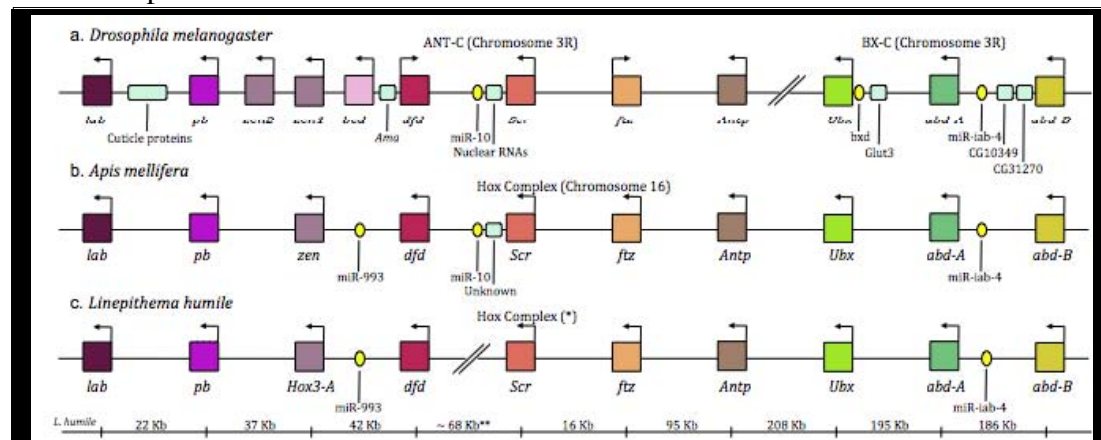 a. Drosophila melanogaster
ANT-C (Chromosome 3R) BX-C (Chromosome 3R)
lab pb zen2 zen1 bcd dfd Scr ftz Antp Ubx abd-A abd-B
Cuticle proteins Ama miR-10 bxd miR-iab-4
Nuclear RNAs Glut3 CG10349
CG31270
b. Apis mellifera
Hox Complex (Chromosome 16)
lab pb zen dfd Scr ftz Antp Ubx abd-A abd-B
miR-993 miR-10 miR-iab-4
Unknown
c. Linepithema humile
Hox Complex (*)
lab pb Hox3-A dfd Scr ftz Antp Ubx abd-A abd-B
miR-993 miR-iab-4
L. humile 22 Kb 37 Kb 42 Kb ~ 68 Kb** 16 Kb 95 Kb 208 Kb 195 Kb 186 Kb